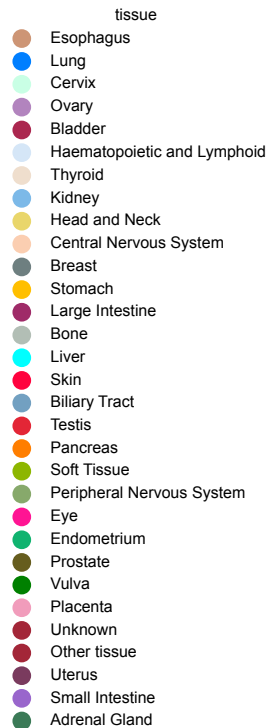 tissue
Esophagus
Lung
Cervix
Ovary
Bladder
Haematopoietic and Lymphoid
Thyroid
Kidney
Head and Neck
Central Nervous System
Breast
Stomach
Large Intestine
Bone
Liver
Skin
Biliary Tract
Testis
Pancreas
Soft Tissue
Peripheral Nervous System
Eye
Endometrium
Prostate
Vulva
Placenta
Unknown
Other tissue
Uterus
Small Intestine
Adrenal Gland